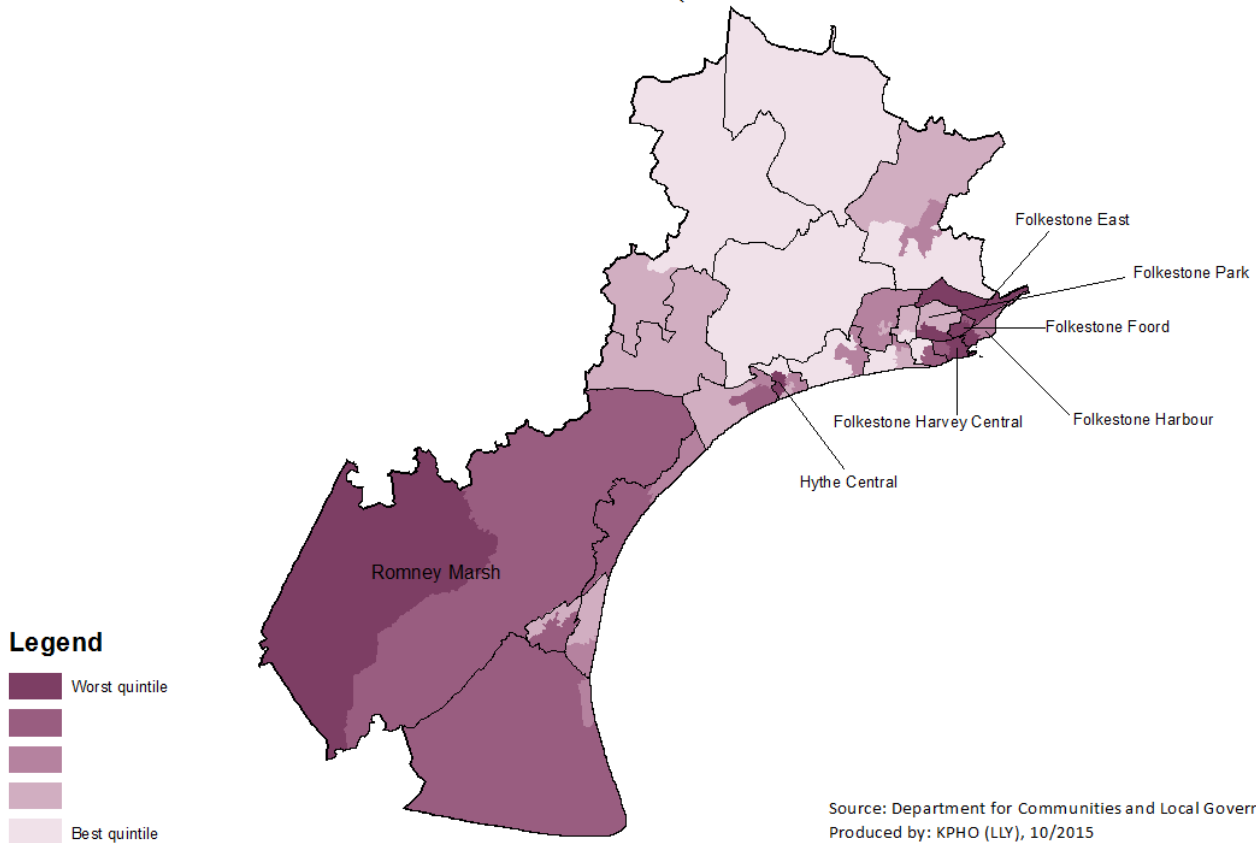 Folkestone East
Folkestone Park
Folkestone Foord
Folkestone Harvey Central
Folkestone Harbour
Hythe Central
Romney Marsh
Legend
Worst quintile
Best quintile
Source: Department for Communities and Local Govern
Produced by: KPHO (LLY), 10/2015